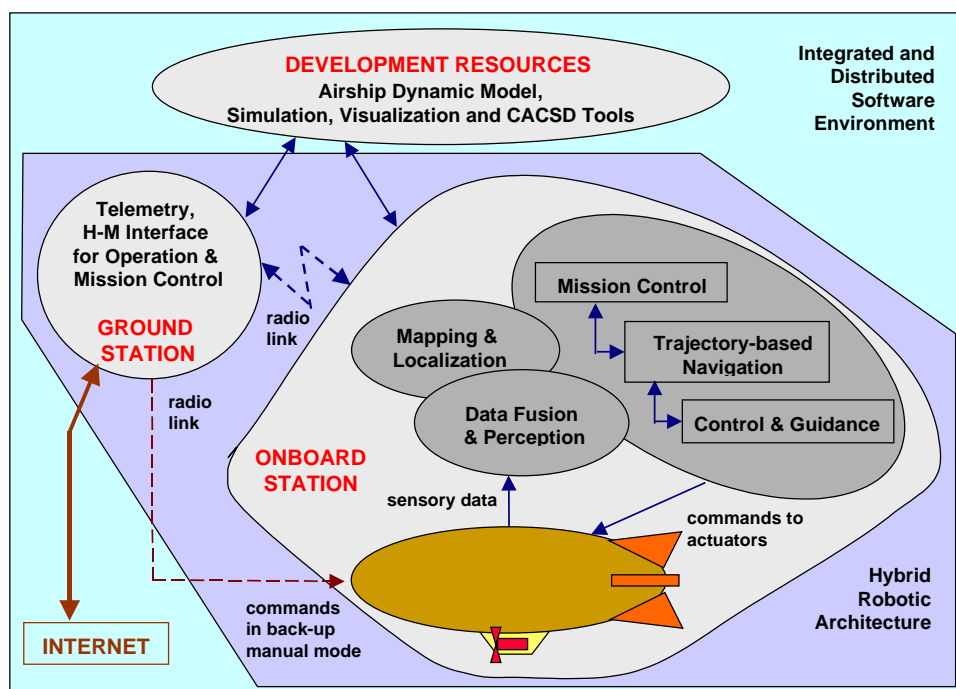 DEVELOPMENT RESOURCES
Airship Dynamic Model,
Simulation, Visualization and CACSD Tools
Integrated and
Distributed
Software
Environment
Telemetry,
H-M Interface
for Operation &
Mission Control
GROUND
STATION
radio
link
radio
link
Mission Control
Mapping &
Localization
Trajectory-based
Navigation
Data Fusion
& Perception
Control & Guidance
ONBOARD
STATION
sensory data
commands to
actuators
commands
in back-up
manual mode
Hybrid
Robotic
Architecture
INTERNET